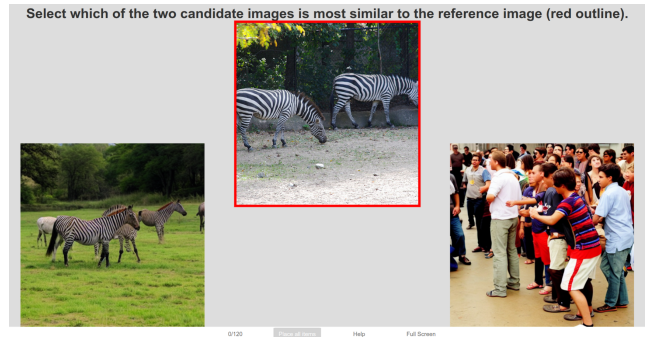 Select which of the two candidate images is most similar to the reference image (red outline).
0/120
Place all items
Help
Full Screen